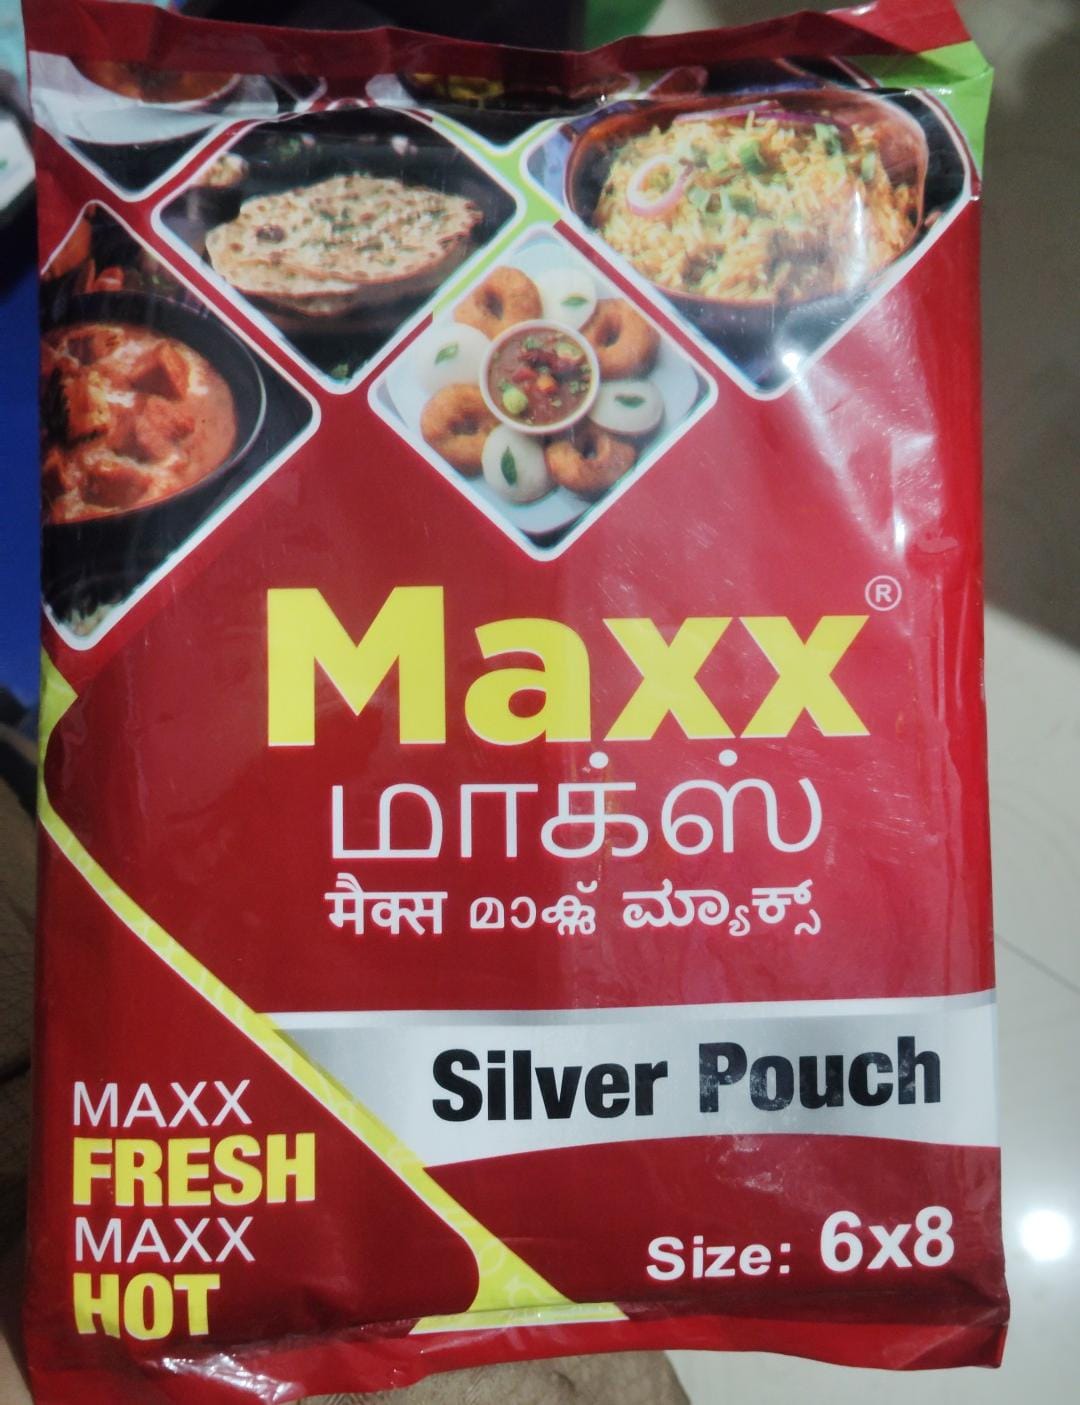 Maxx ®
மாக்ஸ்
मैक्स മാക്സ് ಮ್ಯಾಕ್ಸ್
Silver Pouch
MAXX
FRESH
MAXX
HOT
Size: 6x8